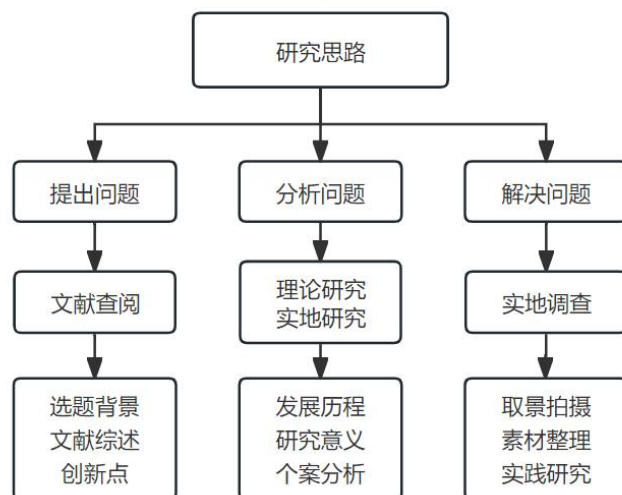 研究思路
提出问题
分析问题
解决问题
文献查阅
理论研究
实地研究
实地调查
选题背景
文献综述
创新点
发展历程
研究意义
个案分析
取景拍摄
素材整理
实践研究